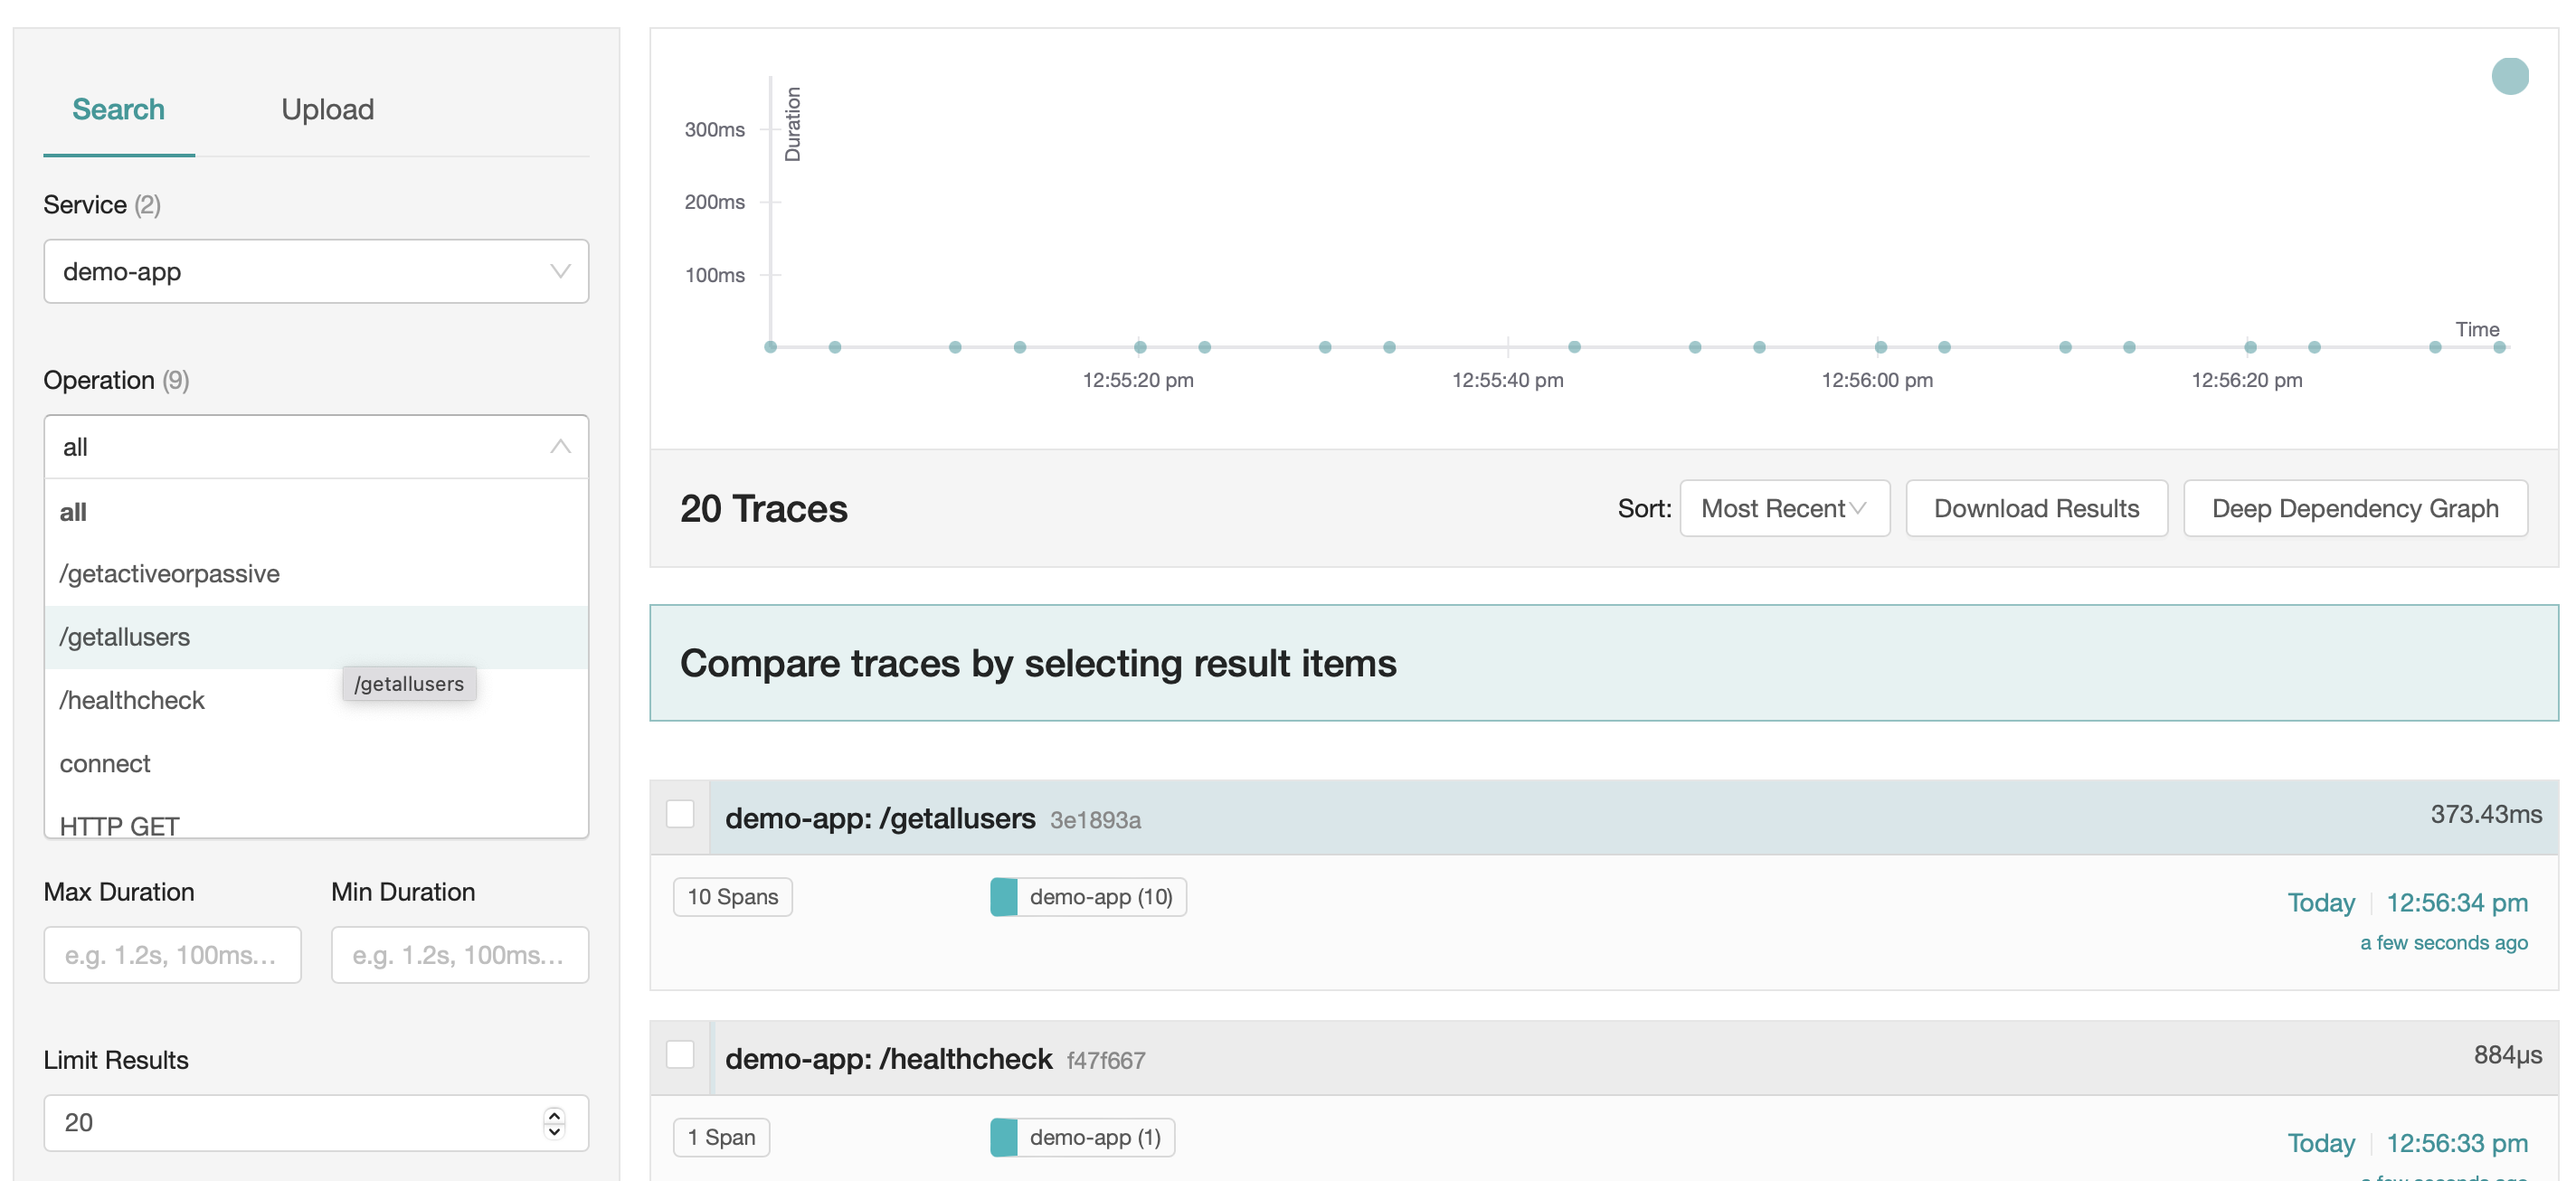 Search
Upload
Service (2)
demo-app
Operation (9)
all
all
/getactiveorpassive
/getallusers
/getallusers
/healthcheck
connect
HTTP GET
Max Duration
Min Duration
e.g. 1.2s, 100ms...
e.g. 1.2s, 100ms...
Limit Results
20
Duration
300ms
200ms
100ms
Time
12:55:20 pm
12:55:40 pm
12:56:00 pm
12:56:20 pm
20 Traces
Sort:
Most Recent
Download Results
Deep Dependency Graph
Compare traces by selecting result items
demo-app: /getallusers 3e1893a
373.43ms
10 Spans
demo-app (10)
Today
12:56:34 pm
a few seconds ago
demo-app: /healthcheck f47f667
884μs
1 Span
demo-app (1)
Today
12:56:33 pm